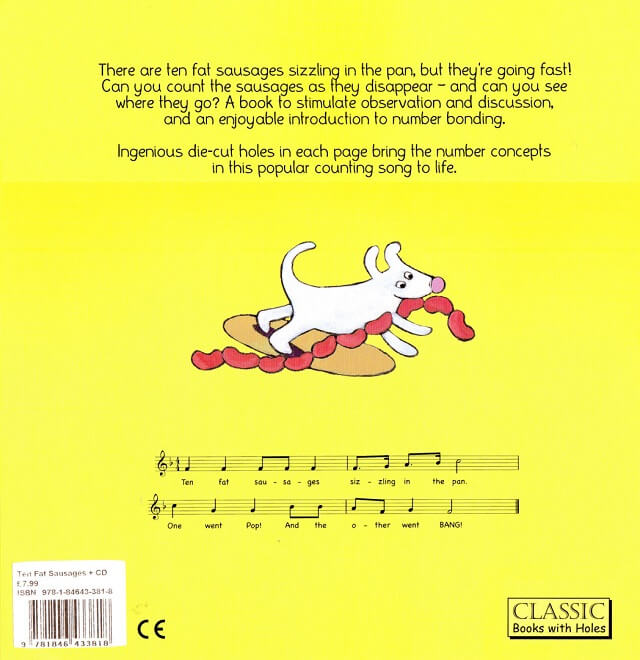 There are ten fat sausages sizzling in the pan, but they're going fast!
Can you count the sausages as they disappear – and can you see
where they go? A book to stimulate observation and discussion,
and an enjoyable introduction to number bonding.
Ingenious die-cut holes in each page bring the number concepts
in this popular counting song to life.
Ten fat sau - sa - ges siz - zling in the pan.
One went Pop! And the o - ther went BANG!
Ten Fat Sausages + CD
£7.99
ISBN 978-1-84643-381-8
9 781846 433818
CE
CLASSIC
Books with Holes